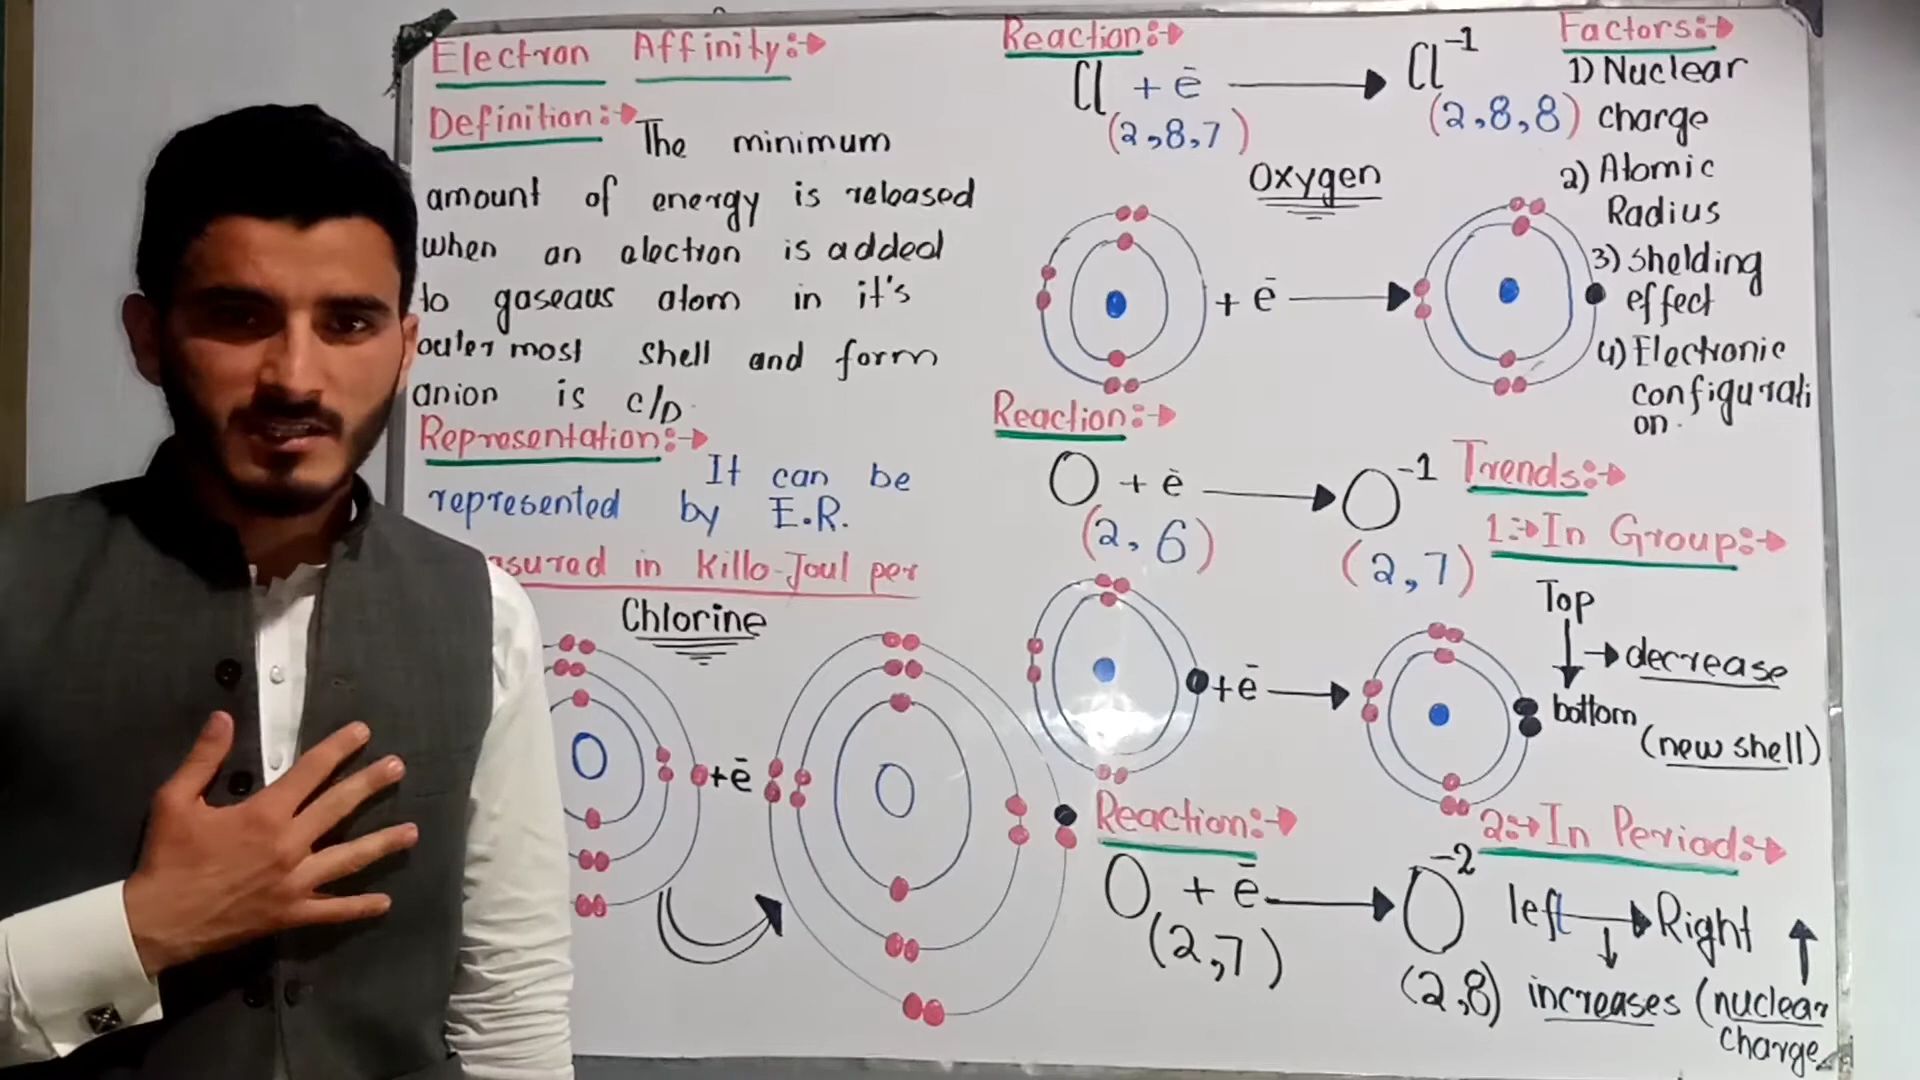 Electron Affinity:→
Definition:→ The minimum
amount of energy is released
when an electron is added
to gaseaus atom in it's
outer most shell and form
anion is c/D.
Representation:→
It can be
represented by E.R.
asured in Killo-Joul per
Chlorine
+ē
Reaction:→
Cl + ē → Cl⁻¹
(2,8,7) (2,8,8)
Oxygen
+ ē →
Reaction:→
O + ē → O⁻¹
(2,6) (2,7)
+ē →
Reaction:→
O + ē → O⁻²
(2,7) (2,8)
Factors:→
1) Nuclear
charge
2) Atomic
Radius
3) Shelding
effect
4) Electronic
configurati
on.
Trends:→
1:→In Group:→
Top
↓ → decrease
bottom
(new shell)
2:→In Period:→
left → Right ↑
↓
increases (nuclear
charge